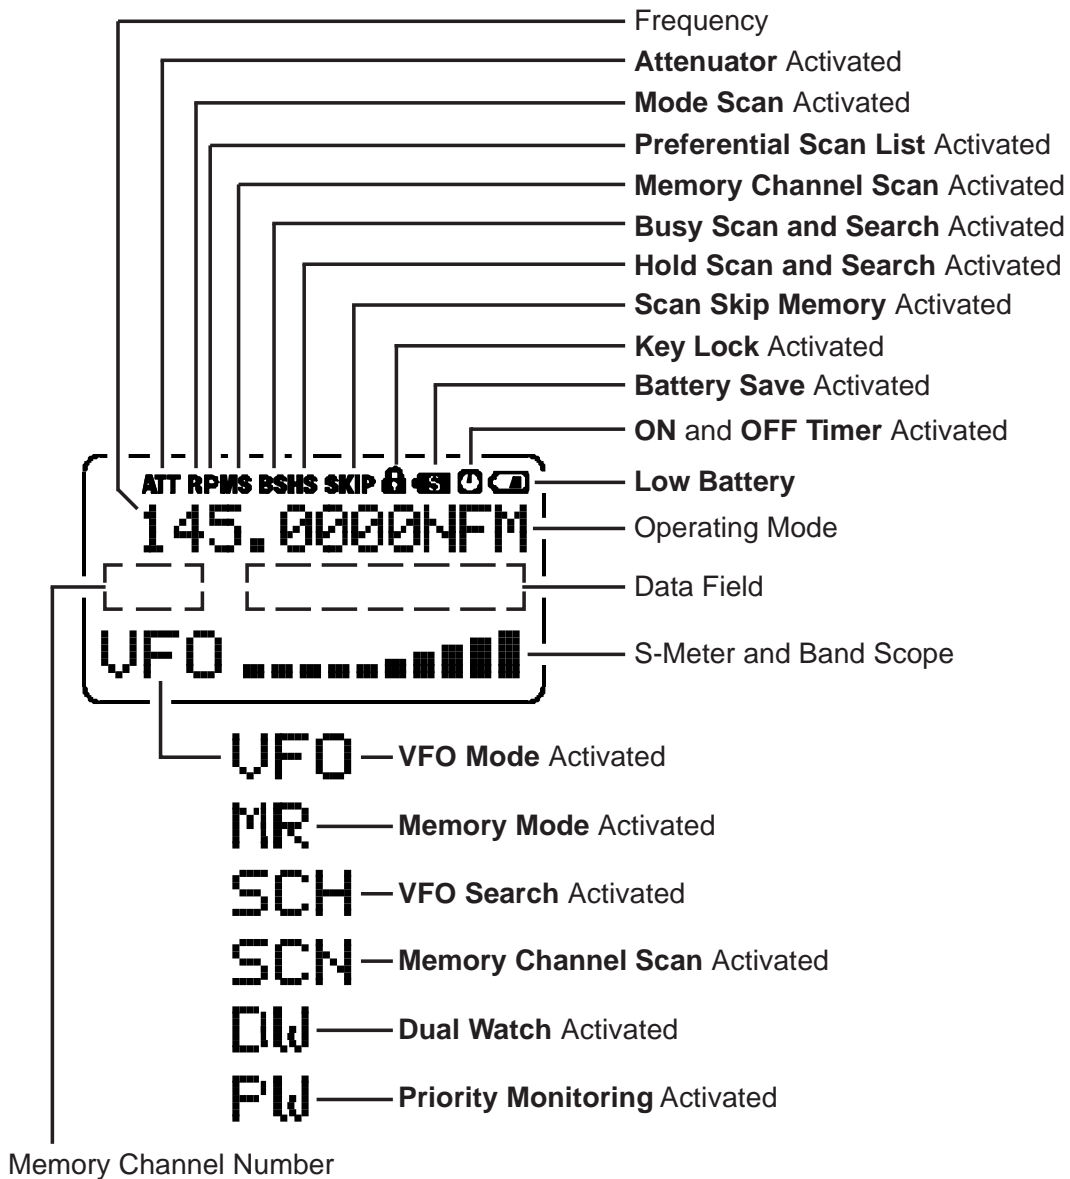 Frequency
Attenuator Activated
Mode Scan Activated
Preferential Scan List Activated
Memory Channel Scan Activated
Busy Scan and Search Activated
Hold Scan and Search Activated
Scan Skip Memory Activated
Key Lock Activated
Battery Save Activated
ON and OFF Timer Activated
ATT RPMS BSHS SKIP S
Low Battery
145.0000NFM
Operating Mode
Data Field
VFO
S-Meter and Band Scope
VFO VFO Mode Activated
MR Memory Mode Activated
SCH VFO Search Activated
SCN Memory Channel Scan Activated
DW Dual Watch Activated
PW Priority Monitoring Activated
Memory Channel Number